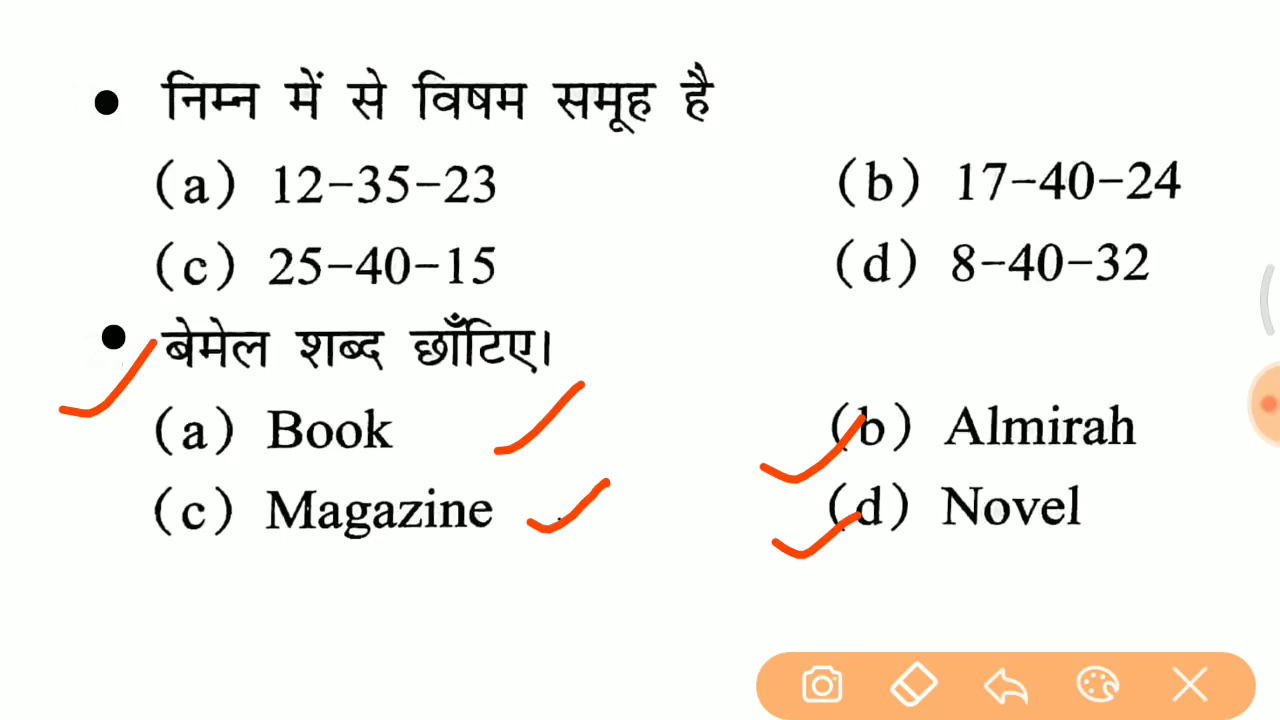 ● निम्न में से विषम समूह है
(a) 12-35-23 (b) 17-40-24
(c) 25-40-15 (d) 8-40-32
● बेमेल शब्द छाँटिए।
(a) Book (b) Almirah
(c) Magazine (d) Novel